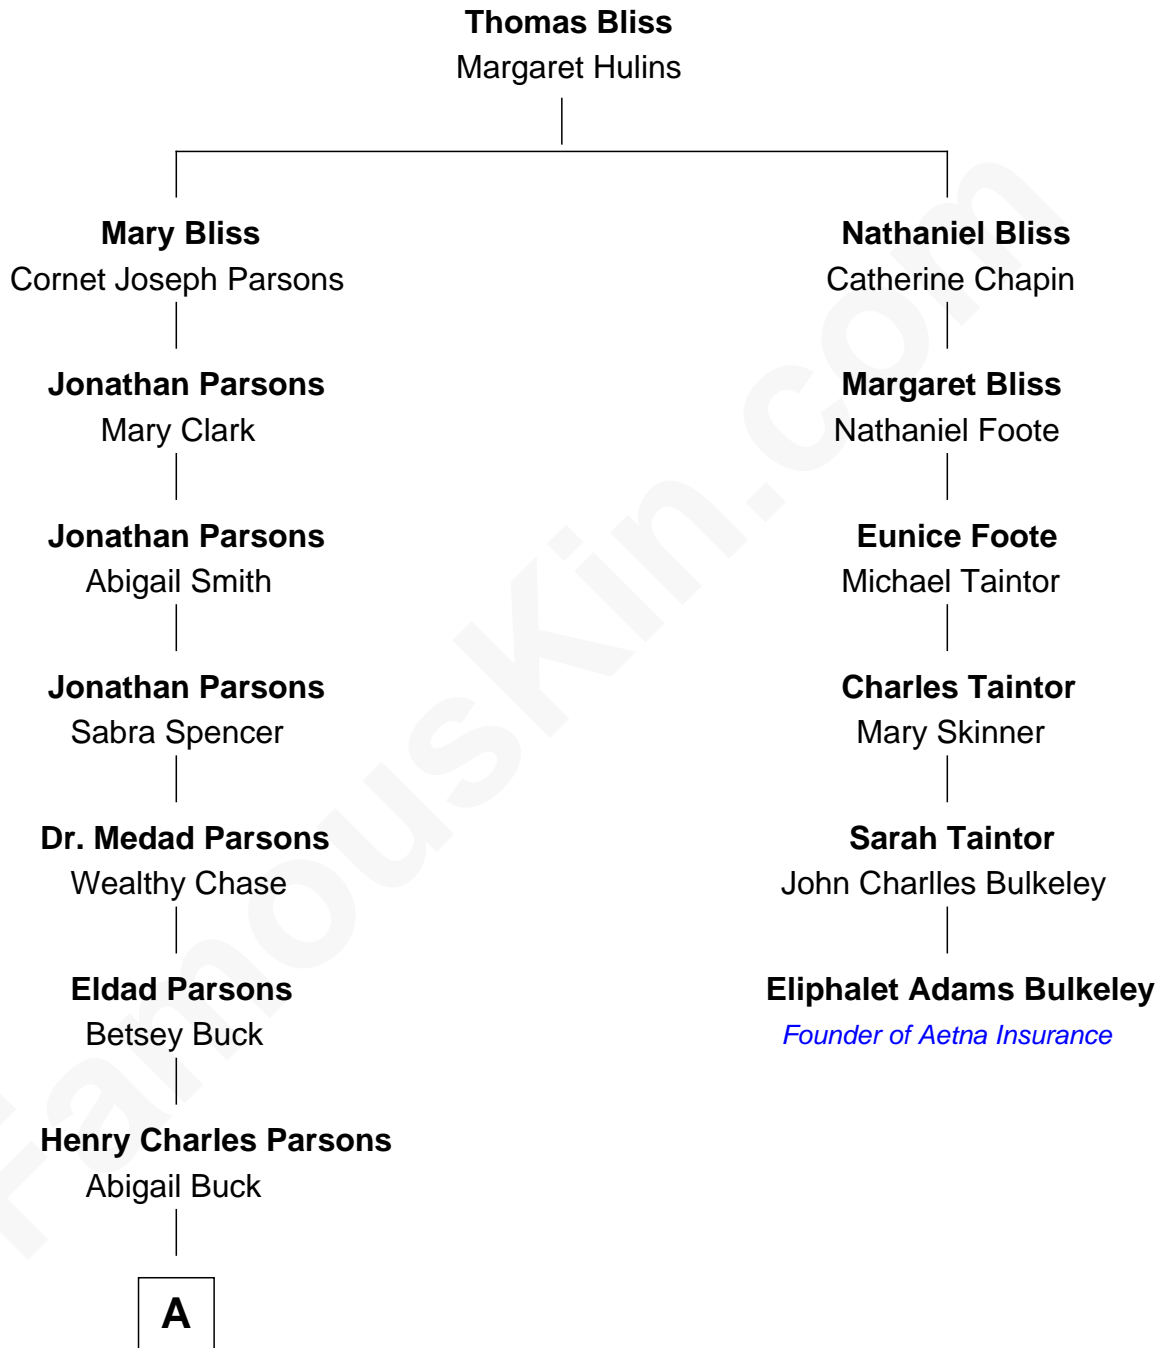 Thomas Bliss
Margaret Hulins
Mary Bliss
Cornet Joseph Parsons
Jonathan Parsons
Mary Clark
Jonathan Parsons
Abigail Smith
Jonathan Parsons
Sabra Spencer
Dr. Medad Parsons
Wealthy Chase
Eldad Parsons
Betsey Buck
Henry Charles Parsons
Abigail Buck
A
Nathaniel Bliss
Catherine Chapin
Margaret Bliss
Nathaniel Foote
Eunice Foote
Michael Taintor
Charles Taintor
Mary Skinner
Sarah Taintor
John Charlles Bulkeley
Eliphalet Adams Bulkeley
Founder of Aetna Insurance
FamousKin.com